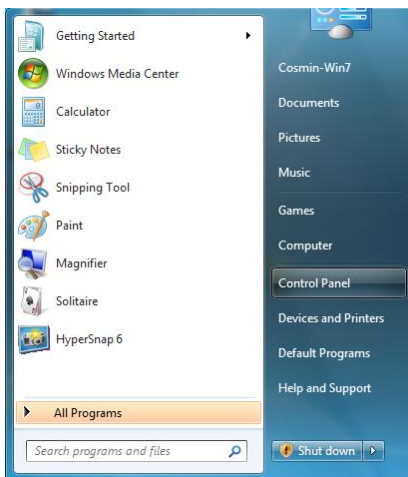 Getting Started
Windows Media Center
Calculator
Sticky Notes
Snipping Tool
Paint
Magnifier
Solitaire
HyperSnap 6
All Programs
Search programs and files
Cosmin-Win7
Documents
Pictures
Music
Games
Computer
Control Panel
Devices and Printers
Default Programs
Help and Support
Shut down